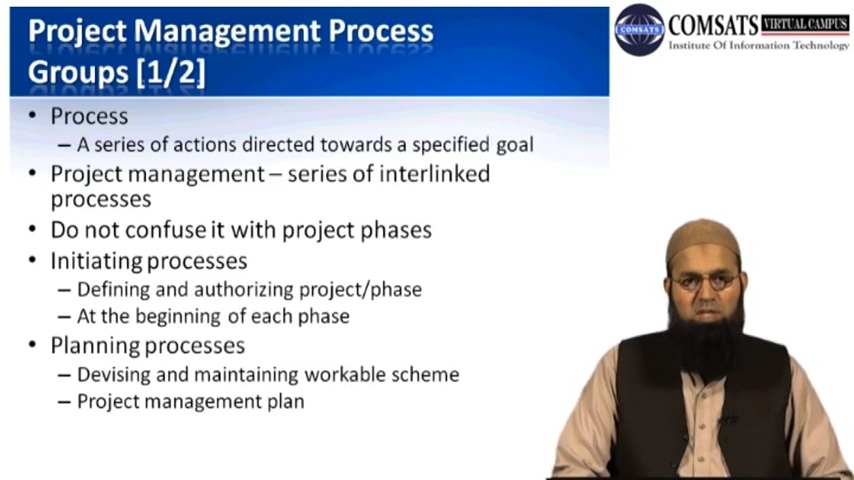 Project Management Process
Groups [1/2]
COMSATS
COMSATS VIRTUAL CAMPUS
Institute Of Information Technology
• Process
– A series of actions directed towards a specified goal
• Project management – series of interlinked
processes
• Do not confuse it with project phases
• Initiating processes
– Defining and authorizing project/phase
– At the beginning of each phase
• Planning processes
– Devising and maintaining workable scheme
– Project management plan